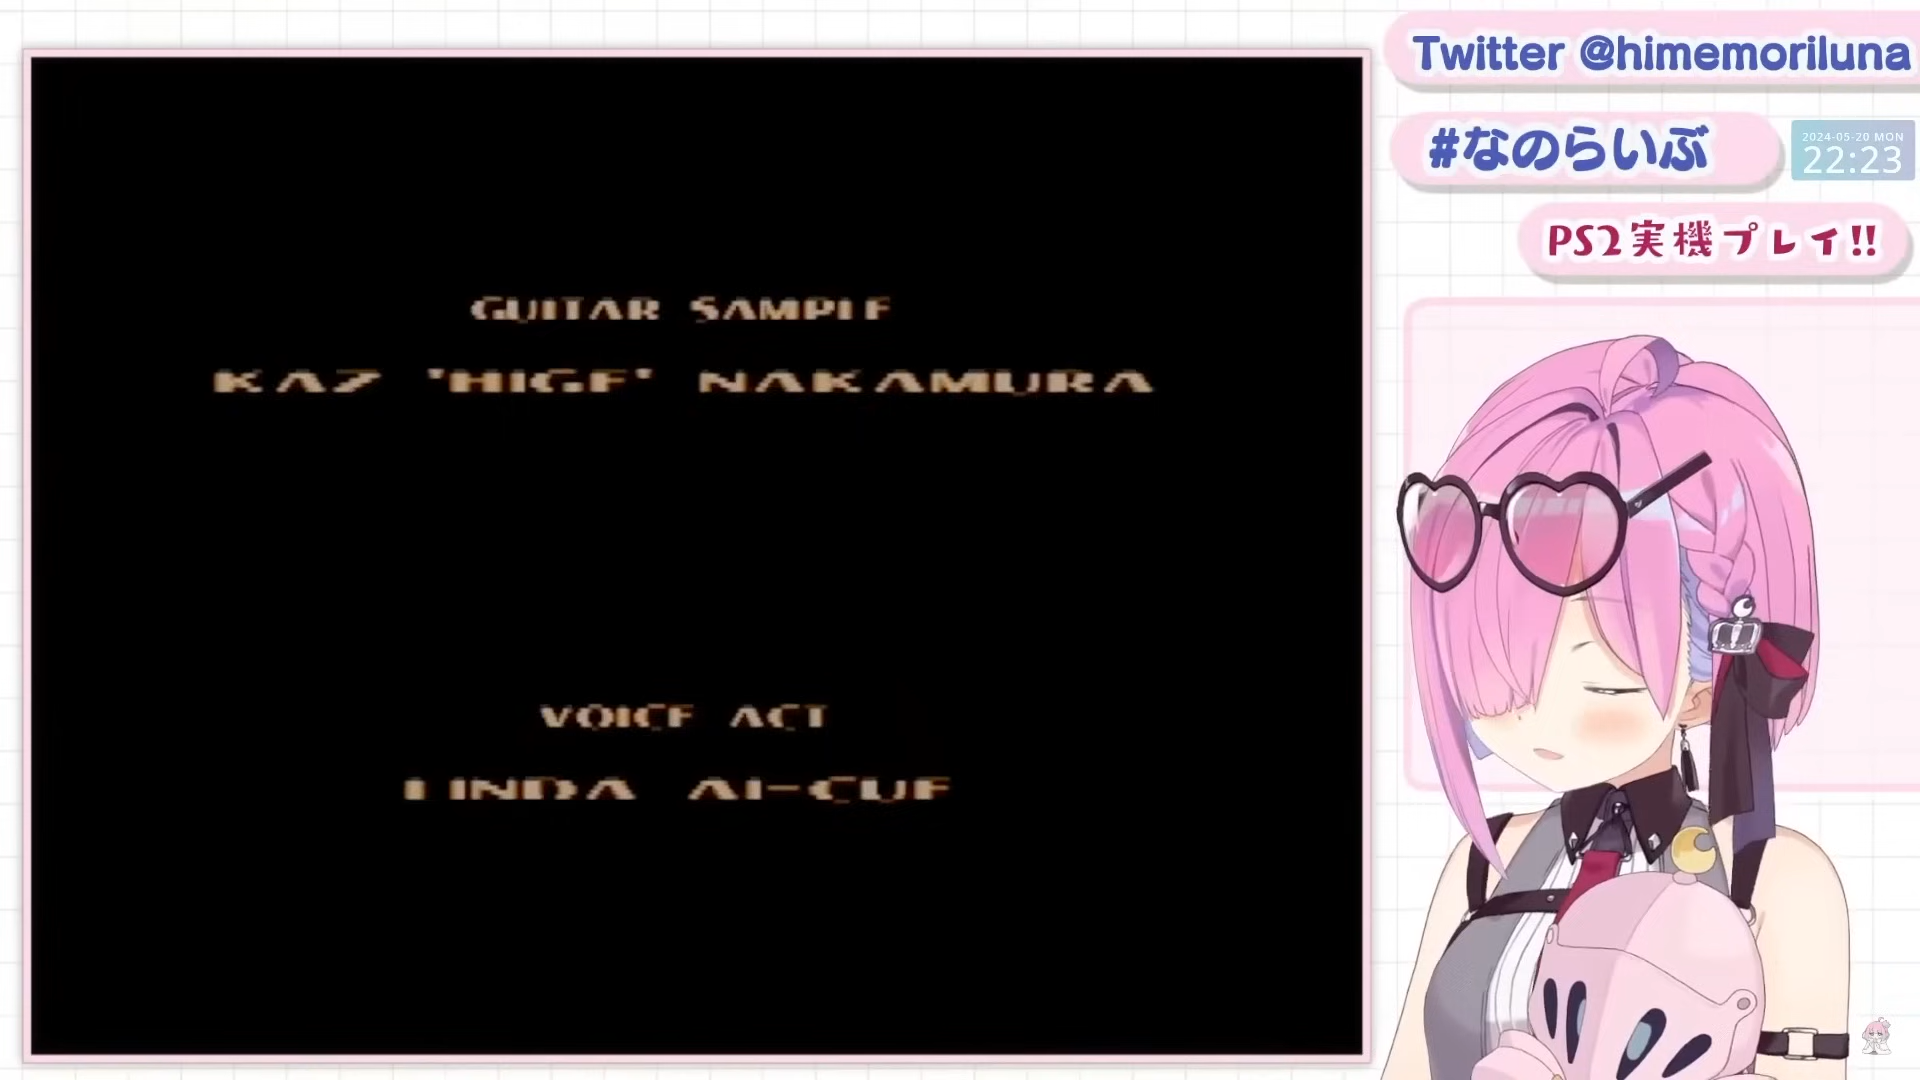 Twitter @himemoriluna
#なのらいぶ
2024-05-20 MON
22:23
PS2実機プレイ!!
GUITAR SAMPLE
KAZ "HIGE" NAKAMURA
VOICE ACT
LINDA AI-CUE